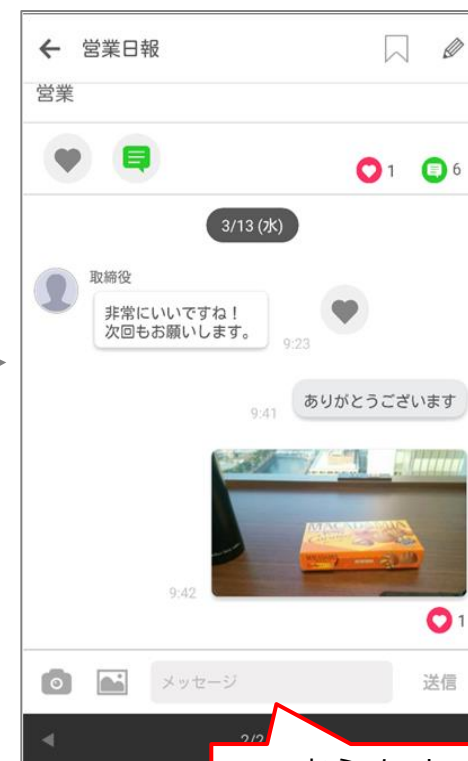 営業日報
営業
1
6
3/13 (水)
取締役
非常にいいですね！
次回もお願いします。
9:23
ありがとうございます
9:41
MACADAMIA
9:42
1
メッセージ
送信
2/2